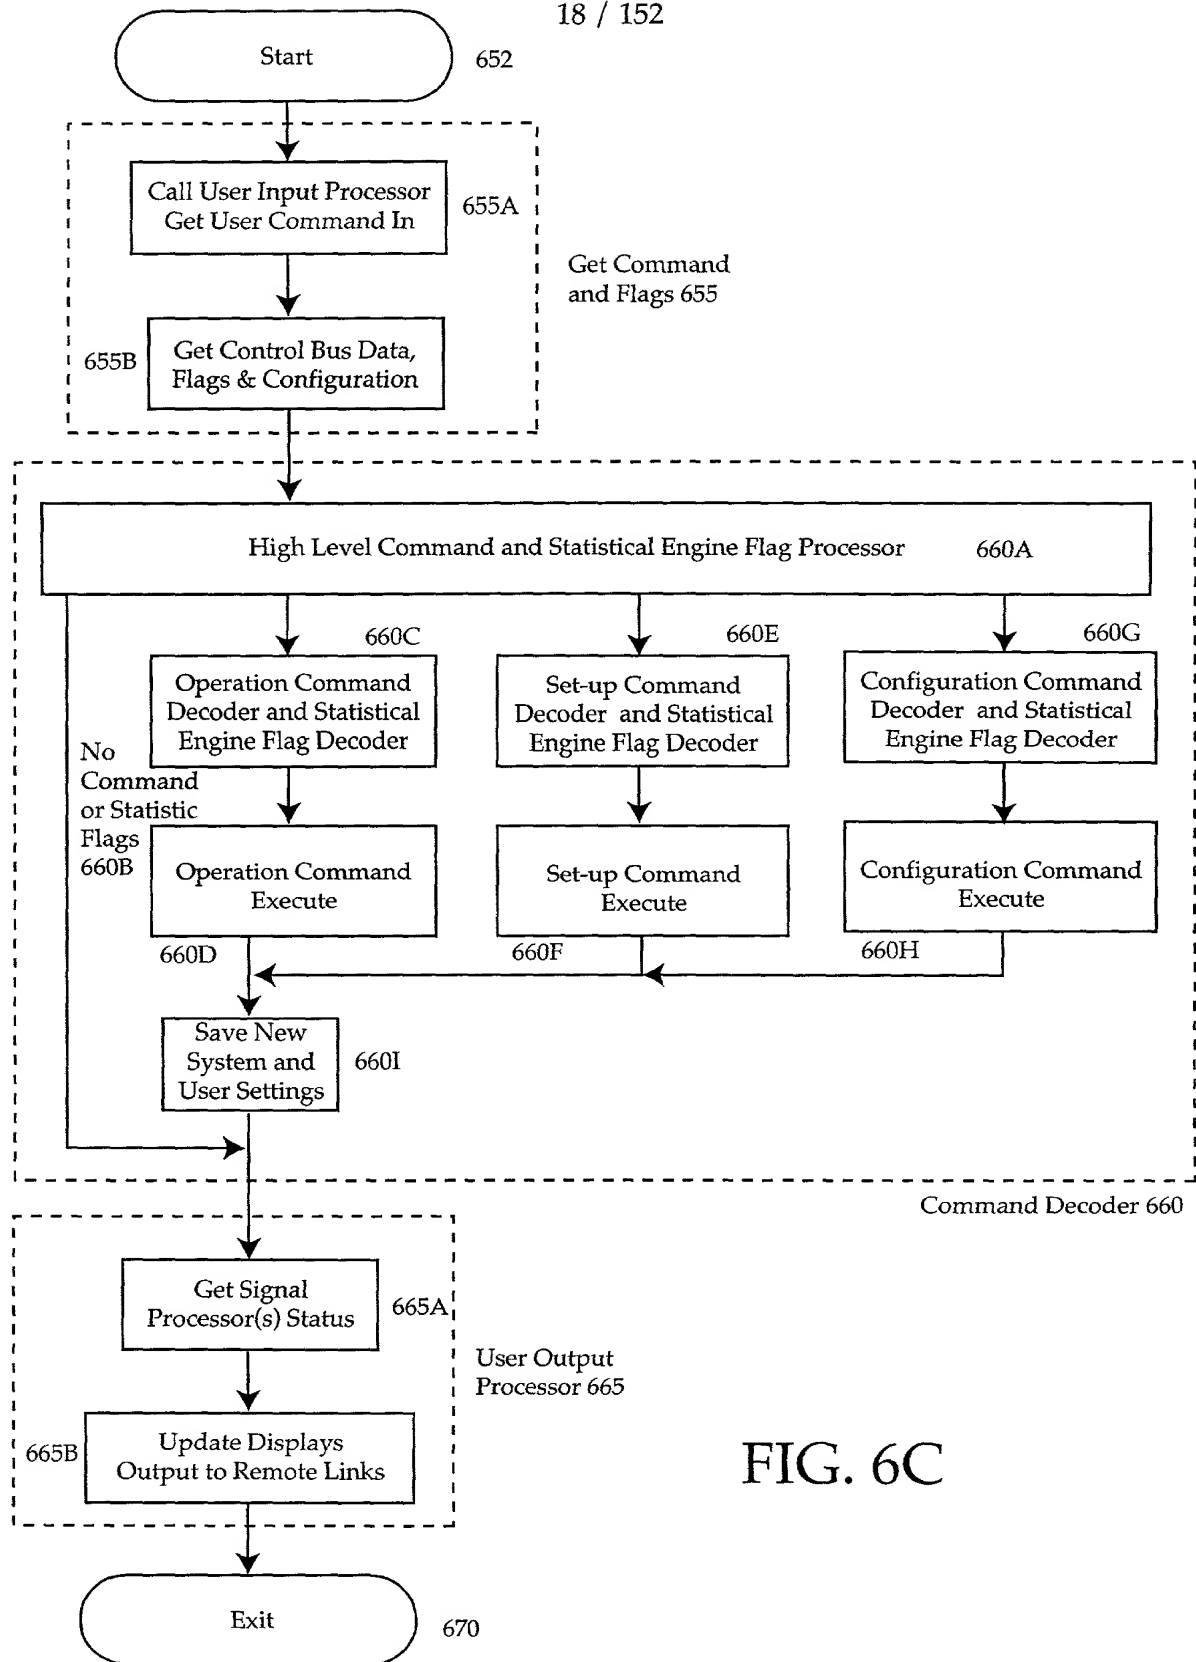 18 / 152
Start
652
Call User Input Processor
Get User Command In
655A
Get Command
and Flags 655
655B
Get Control Bus Data,
Flags & Configuration
High Level Command and Statistical Engine Flag Processor
660A
660C
660E
660G
Operation Command
Decoder and Statistical
Engine Flag Decoder
Set-up Command
Decoder and Statistical
Engine Flag Decoder
Configuration Command
Decoder and Statistical
Engine Flag Decoder
No
Command
or Statistic
Flags
660B
Operation Command
Execute
Set-up Command
Execute
Configuration Command
Execute
660D
660F
660H
Save New
System and
User Settings
660I
Command Decoder 660
Get Signal
Processor(s) Status
665A
User Output
Processor 665
665B
Update Displays
Output to Remote Links
FIG. 6C
Exit
670